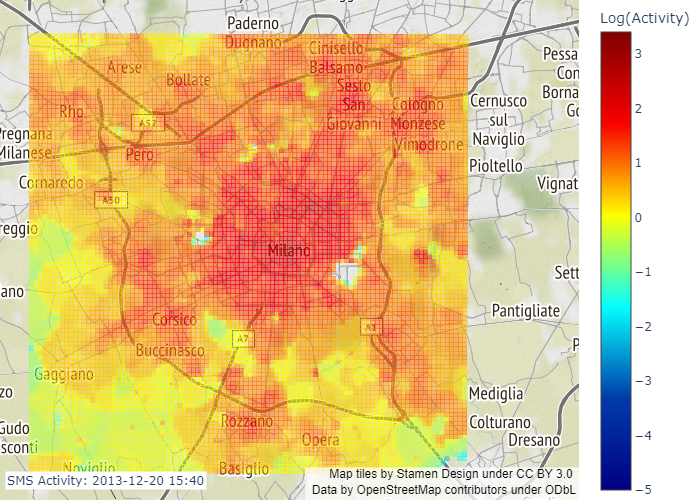 Paderno
Dugnano
Log(Activity)
Cinisello
Balsamo
Arese
Bollate
Sesto
San
Giovanni
Pessa
Con
Borna
Go
Rho
A52
Cologno
Monzese
Vimodrone
Cernusco
sul
Naviglio
Pregnana
Milanese
Pero
Pioltello
Cornaredo
A50
Vignat
reggio
Milano
Sett
ano
Pantigliate
Corsico
A7
A1
Buccinasco
P
Gaggiano
zo
Mediglia
Rozzano
Opera
Colturano
Dresano
Gudo
sconti
Noviglio
Basiglio
3
2
1
0
−1
−2
−3
−4
−5
SMS Activity: 2013-12-20 15:40
Map tiles by Stamen Design under CC BY 3.0
Data by OpenStreetMap contributors under ODbL